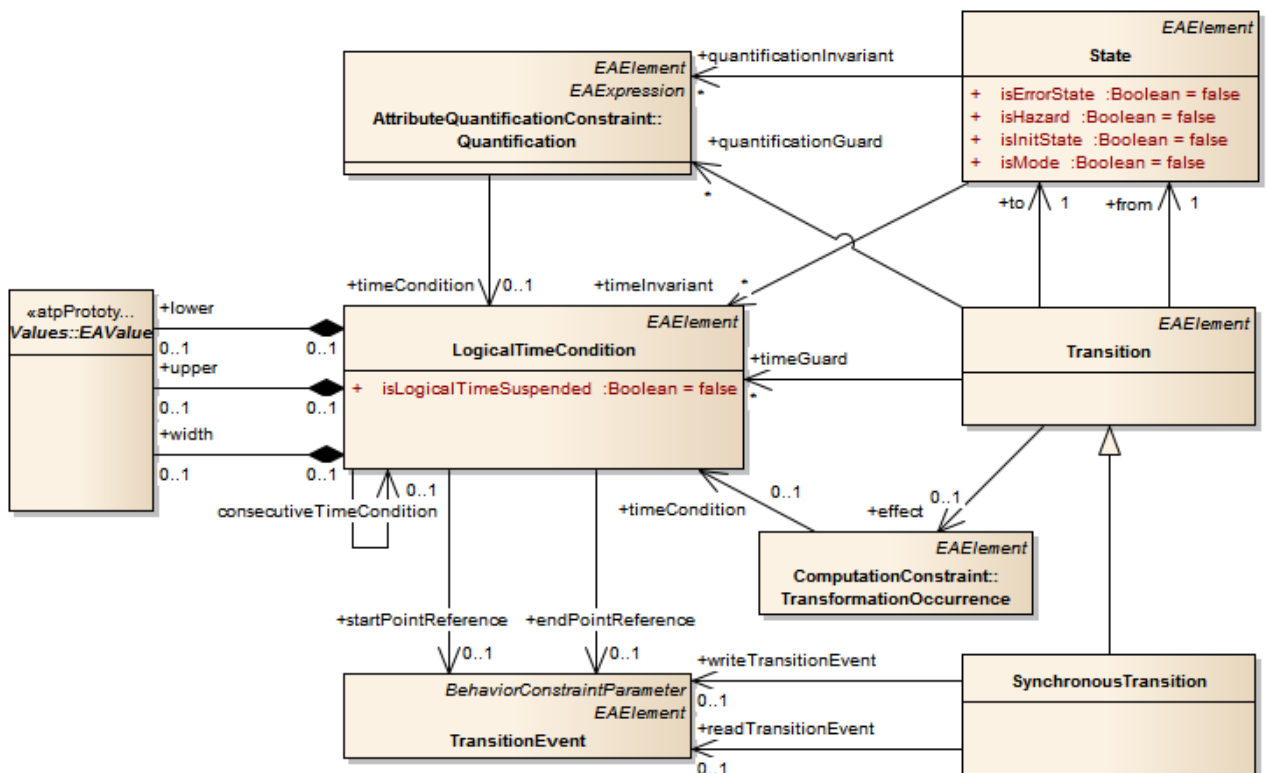 EAElement
State
+ isErrorState :Boolean = false
+ isHazard :Boolean = false
+ isInitState :Boolean = false
+ isMode :Boolean = false
EAElement
EAExpression
AttributeQuantificationConstraint::
Quantification
+quantificationInvariant
*
+quantificationGuard
*
+to 1
+from 1
+timeCondition 0..1
+timeInvariant *
«atpPrototy...
Values::EAValue
+lower
0..1 0..1
+upper
0..1 0..1
+width
0..1 0..1
EAElement
LogicalTimeCondition
+ isLogicalTimeSuspended :Boolean = false
+timeGuard
*
EAElement
Transition
0..1
consecutiveTimeCondition
+timeCondition
0..1
+effect
0..1
EAElement
ComputationConstraint::
TransformationOccurrence
+startPointReference
0..1
+endPointReference
0..1
BehaviorConstraintParameter
EAElement
TransitionEvent
+writeTransitionEvent
0..1
+readTransitionEvent
0..1
SynchronousTransition